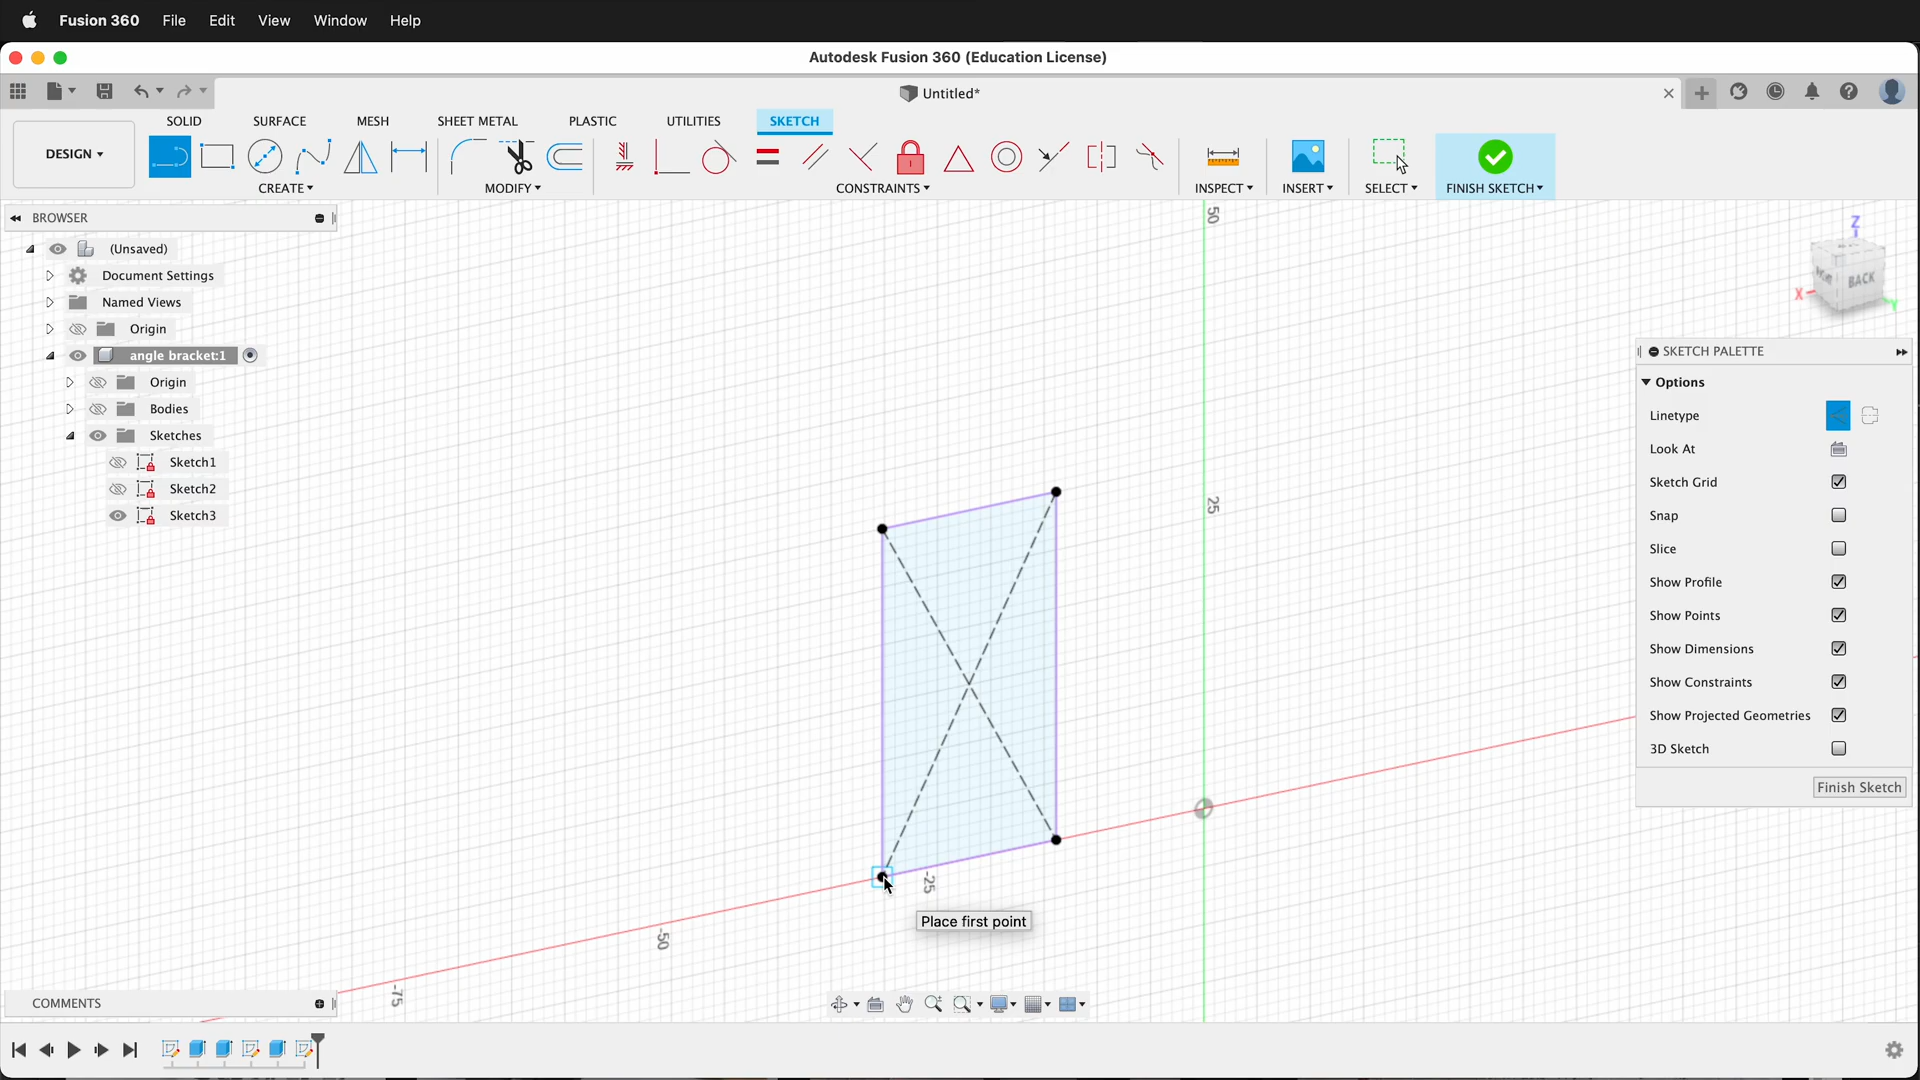 Fusion 360 File Edit View Window Help
Autodesk Fusion 360 (Education License)
Untitled*
DESIGN
SOLID SURFACE MESH SHEET METAL PLASTIC UTILITIES SKETCH
CREATE MODIFY CONSTRAINTS INSPECT INSERT SELECT FINISH SKETCH
BROWSER
(Unsaved)
Document Settings
Named Views
Origin
angle bracket:1
Origin
Bodies
Sketches
Sketch1
Sketch2
Sketch3
50
25
-25
-50
-75
Place first point
Z
BACK
X
Y
SKETCH PALETTE
Options
Linetype
Look At
Sketch Grid
Snap
Slice
Show Profile
Show Points
Show Dimensions
Show Constraints
Show Projected Geometries
3D Sketch
Finish Sketch
COMMENTS